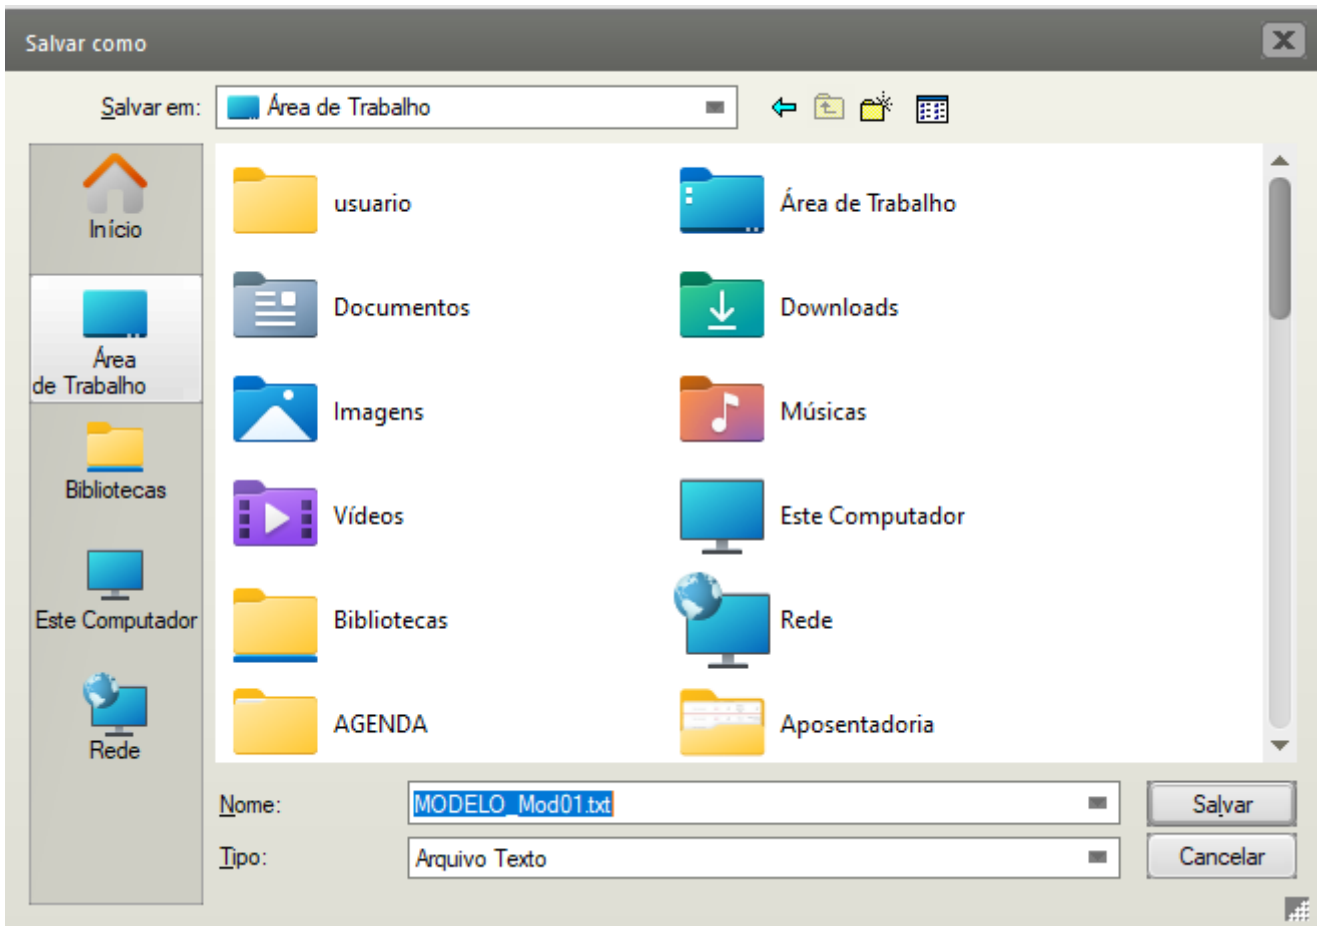 Salvar como
Salvar em: Área de Trabalho
Início
Área
de Trabalho
Bibliotecas
Este Computador
Rede
usuario Área de Trabalho
Documentos Downloads
Imagens Músicas
Vídeos Este Computador
Bibliotecas Rede
AGENDA Aposentadoria
Nome: MODELO_Mod01.txt Salvar
Tipo: Arquivo Texto Cancelar